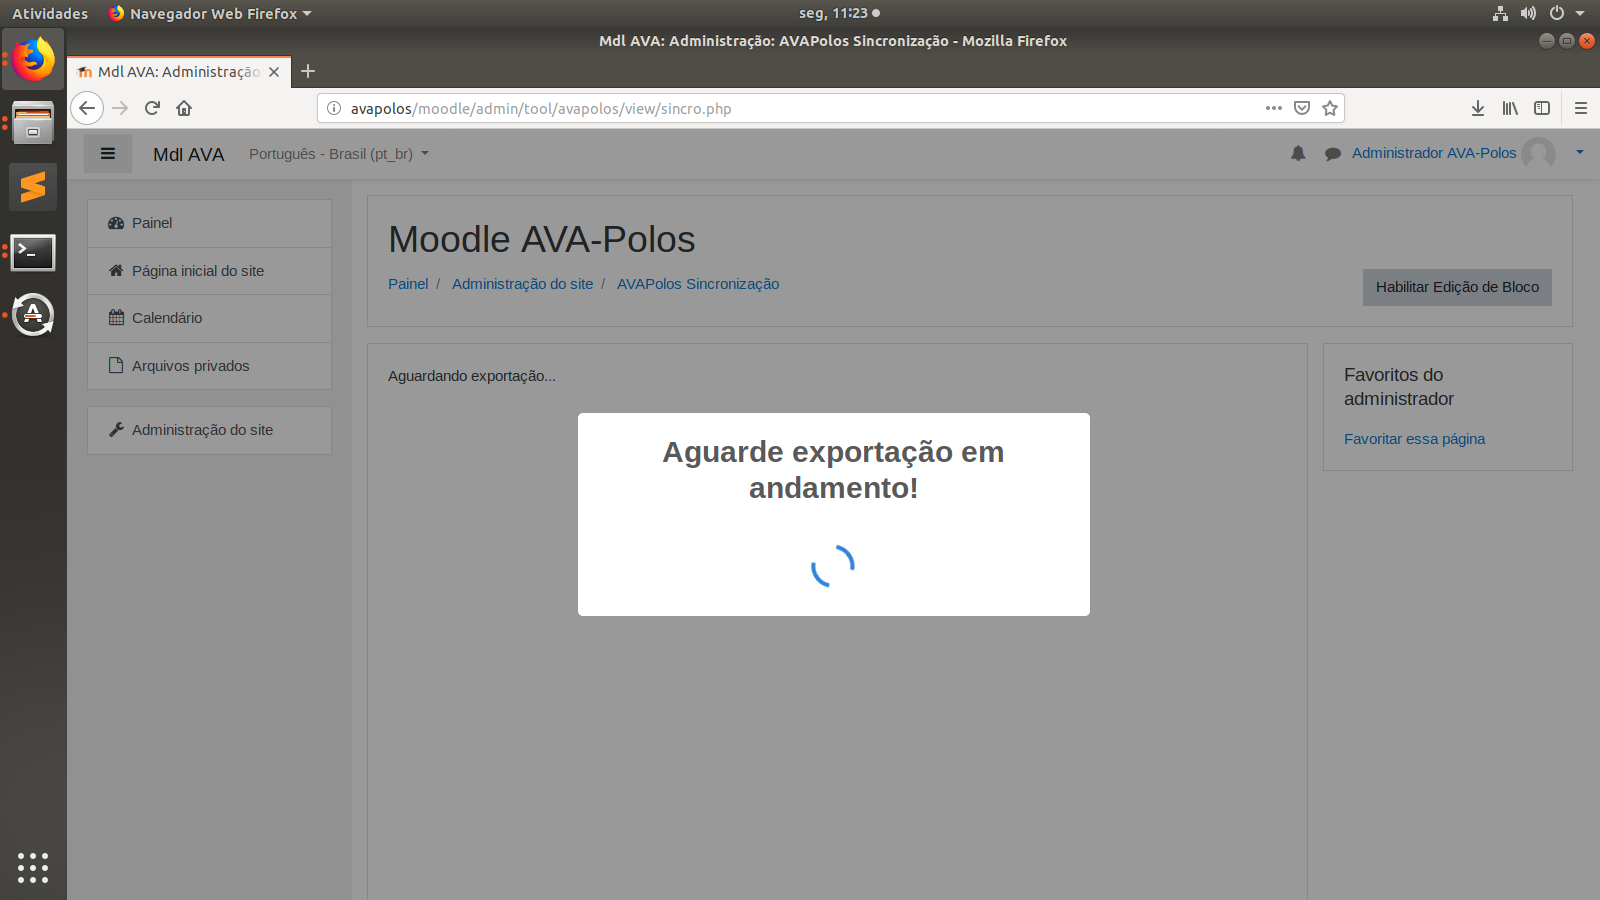 Atividades Navegador Web Firefox seg, 11:23
Mdl AVA: Administração: AVAPolos Sincronização - Mozilla Firefox
Mdl AVA: Administração
avapolos/moodle/admin/tool/avapolos/view/sincro.php
Mdl AVA Português - Brasil (pt_br) Administrador AVA-Polos
Painel
Página inicial do site
Calendário
Arquivos privados
Administração do site
Moodle AVA-Polos
Painel / Administração do site / AVAPolos Sincronização
Habilitar Edição de Bloco
Aguardando exportação...
Aguarde exportação em
andamento!
Favoritos do
administrador
Favoritar essa página